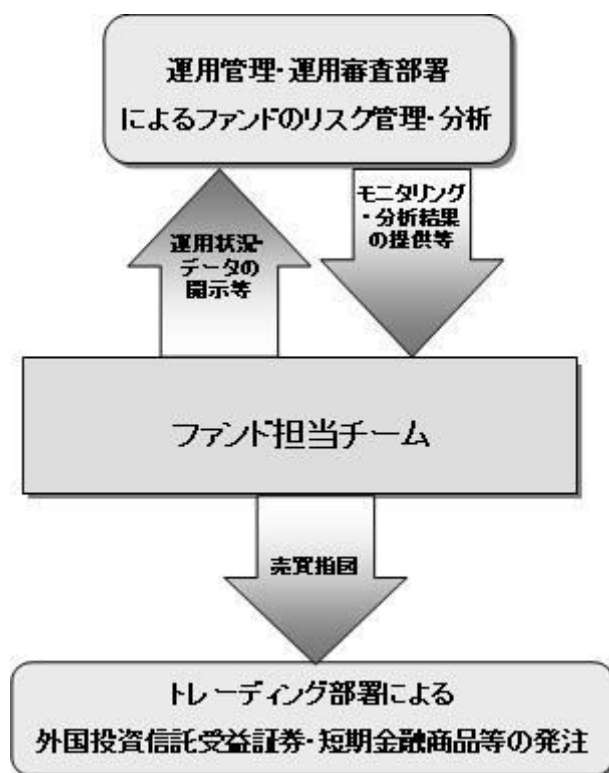 運用管理・運用審査部署
によるファンドのリスク管理・分析
運用状況・
データの
開示等
モニタリング
・分析結果
の提供等
ファンド担当チーム
売買指図
トレーディング部署による
外国投資信託受益証券・短期金融商品等の発注